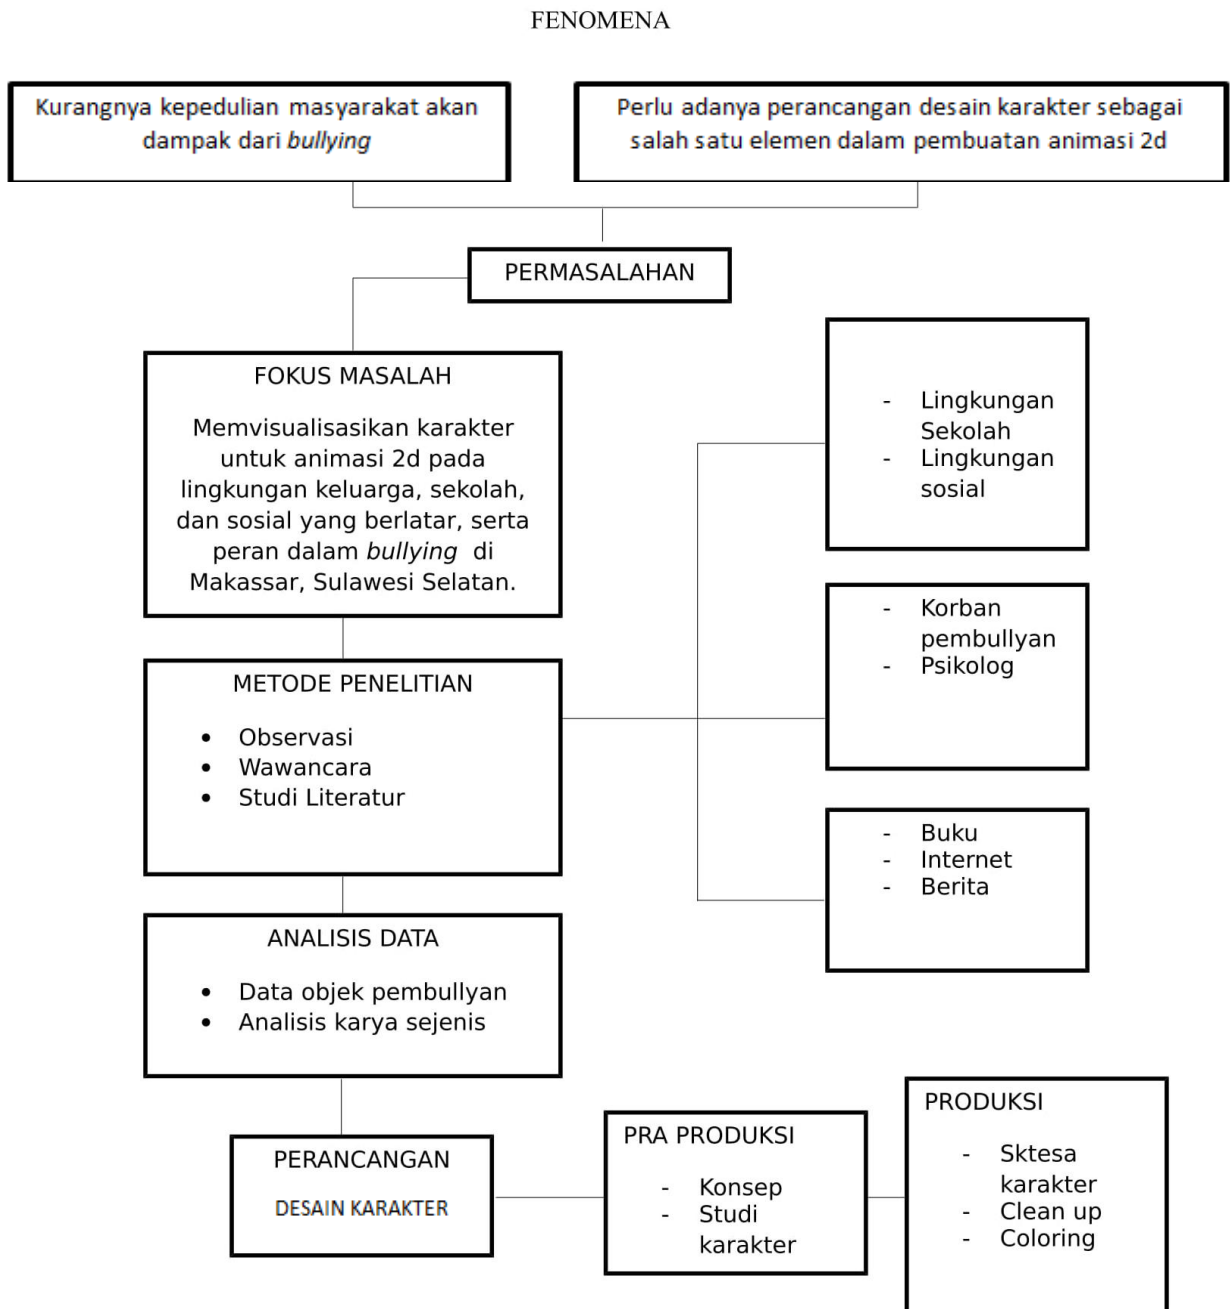 FENOMENA
Kurangnya kepedulian masyarakat akan
dampak dari bullying
Perlu adanya perancangan desain karakter sebagai
salah satu elemen dalam pembuatan animasi 2d
PERMASALAHAN
FOKUS MASALAH
Memvisualisasikan karakter
untuk animasi 2d pada
lingkungan keluarga, sekolah,
dan sosial yang berlatar, serta
peran dalam bullying di
Makassar, Sulawesi Selatan.
- Lingkungan
Sekolah
- Lingkungan
sosial
METODE PENELITIAN
• Observasi
• Wawancara
• Studi Literatur
- Korban
pembullyan
- Psikolog
- Buku
- Internet
- Berita
ANALISIS DATA
• Data objek pembullyan
• Analisis karya sejenis
PERANCANGAN
DESAIN KARAKTER
PRA PRODUKSI
- Konsep
- Studi
karakter
PRODUKSI
- Sktesa
karakter
- Clean up
- Coloring